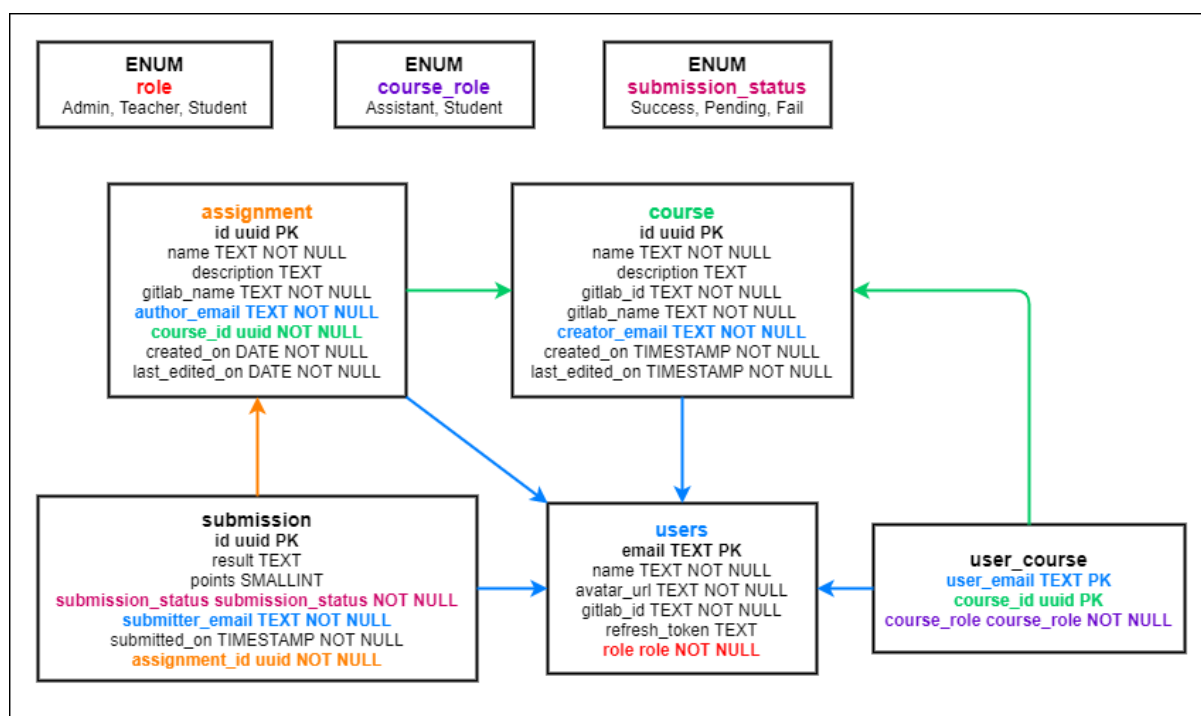 ENUM
role
Admin, Teacher, Student
ENUM
course_role
Assistant, Student
ENUM
submission_status
Success, Pending, Fail
assignment
id uuid PK
name TEXT NOT NULL
description TEXT
gitlab_name TEXT NOT NULL
author_email TEXT NOT NULL
course_id uuid NOT NULL
created_on DATE NOT NULL
last_edited_on DATE NOT NULL
course
id uuid PK
name TEXT NOT NULL
description TEXT
gitlab_id TEXT NOT NULL
gitlab_name TEXT NOT NULL
creator_email TEXT NOT NULL
created_on TIMESTAMP NOT NULL
last_edited_on TIMESTAMP NOT NULL
submission
id uuid PK
result TEXT
points SMALLINT
submission_status submission_status NOT NULL
submitter_email TEXT NOT NULL
submitted_on TIMESTAMP NOT NULL
assignment_id uuid NOT NULL
users
email TEXT PK
name TEXT NOT NULL
avatar_url TEXT NOT NULL
gitlab_id TEXT NOT NULL
refresh_token TEXT
role role NOT NULL
user_course
user_email TEXT PK
course_id uuid PK
course_role course_role NOT NULL